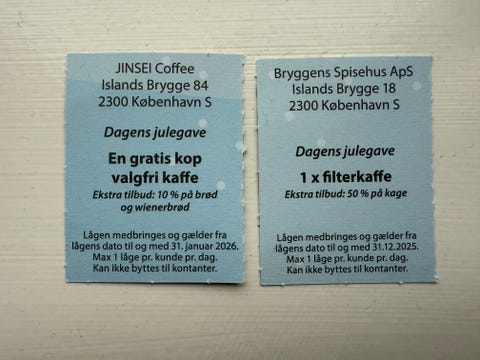 JINSEI Coffee
Islands Brygge 84
2300 København S
Dagens julegave
En gratis kop
valgfri kaffe
Ekstra tilbud: 10 % på brød
og wienerbrød
Lågen medbringes og gælder fra
lågens dato til og med 31. januar 2026.
Max 1 låge pr. kunde pr. dag.
Kan ikke byttes til kontanter.
Bryggens Spisehus ApS
Islands Brygge 18
2300 København S
Dagens julegave
1 x filterkaffe
Ekstra tilbud: 50 % på kage
Lågen medbringes og gælder fra
lågens dato til og med 31.12.2025.
Max 1 låge pr. kunde pr. dag.
Kan ikke byttes til kontanter.